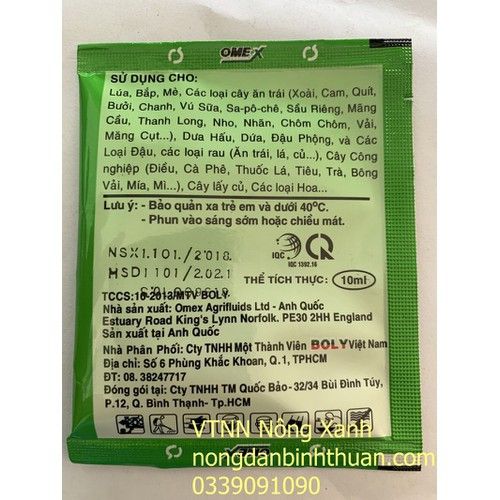 OMEX
SỬ DỤNG CHO:
Lúa, Bắp, Mè, Các loại cây ăn trái (Xoài, Cam, Quít,
Bưởi, Chanh, Vú Sữa, Sa-pô-chê, Sầu Riêng, Mãng
Cầu, Thanh Long, Nho, Nhãn, Chôm Chôm, Vải,
Măng Cụt...), Dưa Hấu, Dứa, Đậu Phộng, và Các
Loại Đậu, các loại rau (Ăn trái, lá, củ...), Cây Công
nghiệp (Điều, Cà Phê, Thuốc Lá, Tiêu, Trà, Bông
Vải, Mía, Mì...), Cây lấy củ, Các loại Hoa...
Lưu ý: - Bảo quản xa trẻ em và dưới 40°C.
- Phun vào sáng sớm hoặc chiều mát.
NSX1.101./2018.
HSD1101/2021
IQC
IQC 1392.16
THỂ TÍCH THỰC: 10ml
TCCS:10-2013/MTV BOLY
Nhà sản xuất: Omex Agrifluids Ltd - Anh Quốc
Estuary Road King's Lynn Norfolk. PE30 2HH England
Sản xuất tại Anh Quốc
Nhà Phân Phối: Cty TNHH Một Thành Viên BOLY Việt Nam
Địa chỉ: Số 6 Phùng Khắc Khoan, Q.1, TPHCM
ĐT: 08. 38247717
Đóng gói tại: Cty TNHH TM Quốc Bảo - 32/34 Bùi Đình Túy,
P.12, Q. Bình Thạnh- Tp.HCM
VTNN Nông Xanh
nongdanbinhthuan.com
0339091090